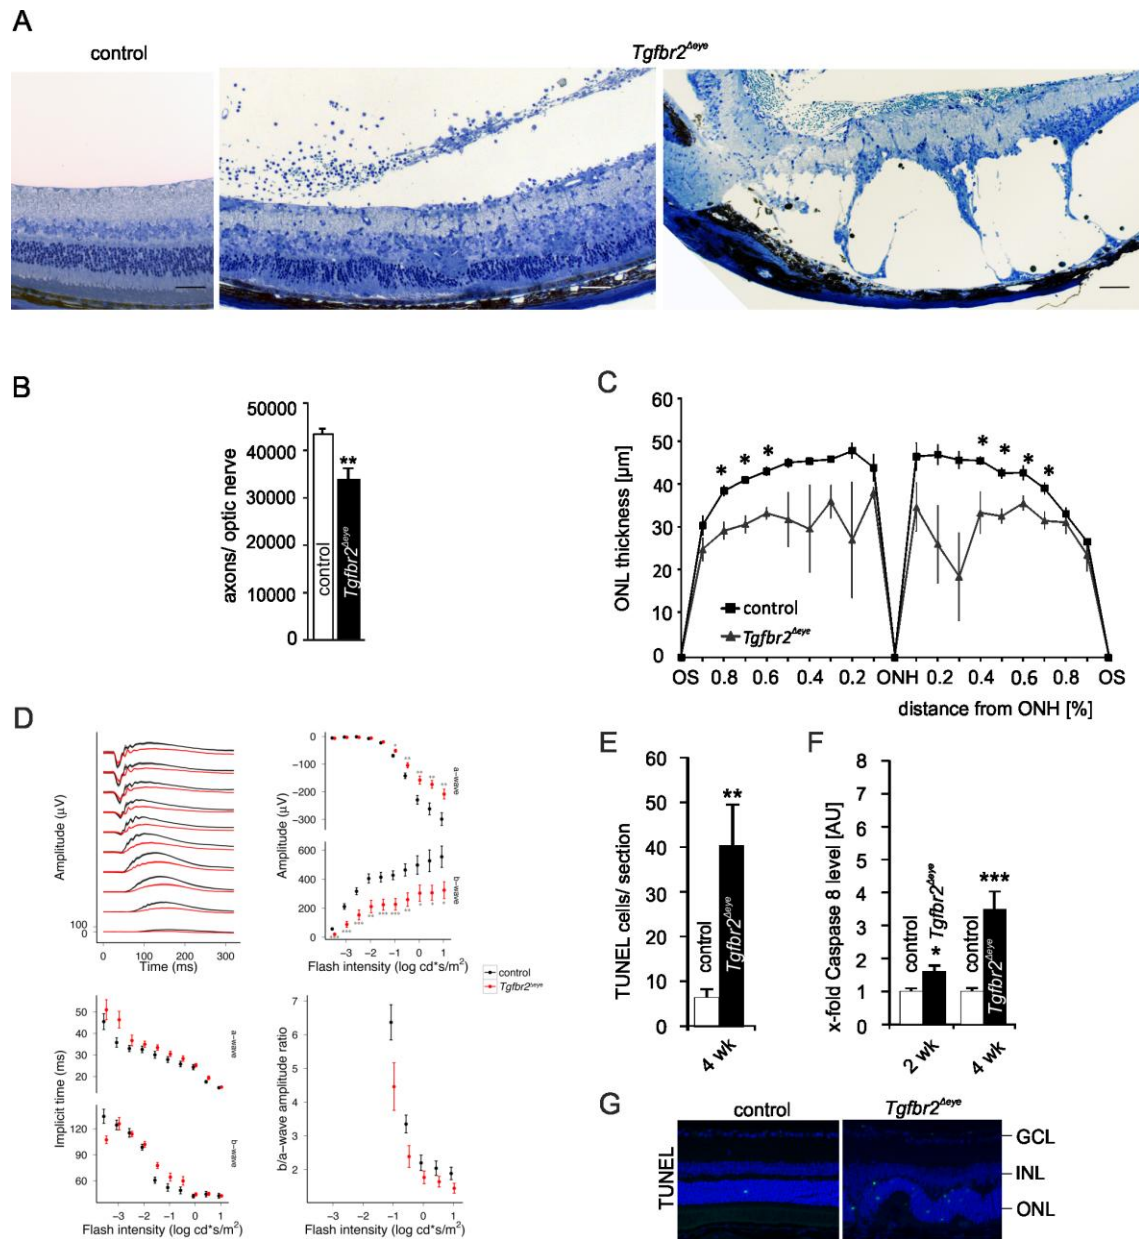 A
control
Tgfbr2Δeye
B
axons/ optic nerve
50000
40000
30000
20000
10000
0
**
control
Tgfbr2Δeye
C
ONL thickness [µm]
60
50
40
30
20
10
0
* * *
* * * *
control
Tgfbr2Δeye
OS 0.8 0.6 0.4 0.2 ONH 0.2 0.4 0.6 0.8 OS
distance from ONH [%]
D
Amplitude (µV)
100
0
0 100 200 300
Time (ms)
Amplitude (µV)
0
−100
−200
−300
a-wave
600
400
200
0
b-wave
−3 −2 −1 0 1
Flash intensity (log cd*s/m2)
control
Tgfbr2Δeye
Implicit time (ms)
50
40
30
20
a-wave
120
90
60
b-wave
−3 −2 −1 0 1
Flash intensity (log cd*s/m2)
b/a-wave amplitude ratio
7
6
5
4
3
2
−3 −2 −1 0 1
Flash intensity (log cd*s/m2)
E
TUNEL cells/ section
60
50
40
30
20
10
0
**
control
Tgfbr2Δeye
4 wk
F
x-fold Caspase 8 level [AU]
8
7
6
5
4
3
2
1
0
control
* Tgfbr2Δeye
control
***
Tgfbr2Δeye
2 wk
4 wk
G
control
Tgfbr2Δeye
TUNEL
GCL
INL
ONL